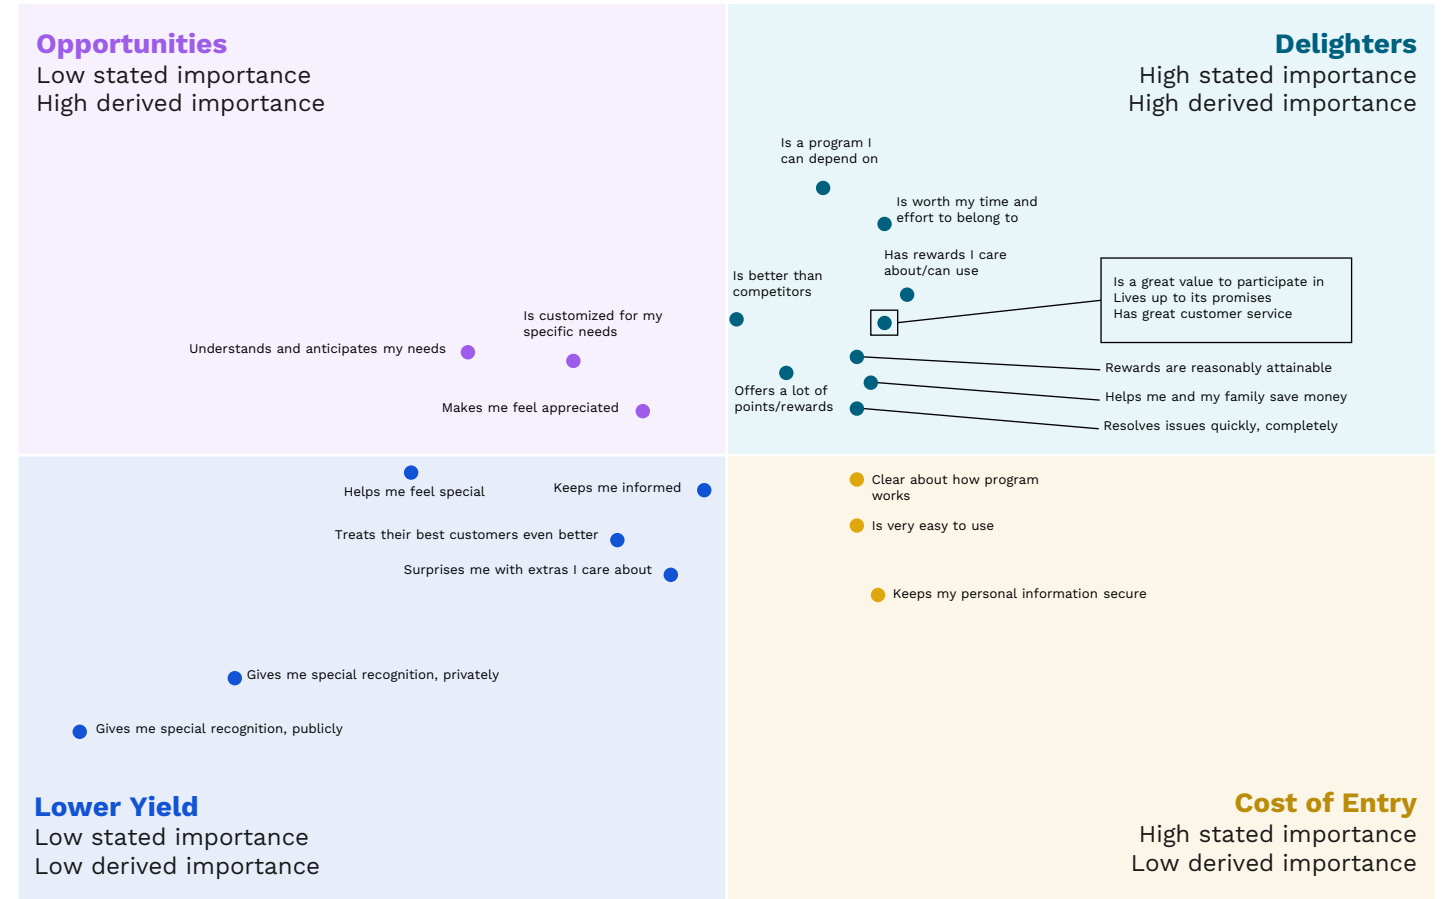 Opportunities
Low stated importance
High derived importance
Delighters
High stated importance
High derived importance
Is a program I
can depend on
Is worth my time and
effort to belong to
Has rewards I care
about/can use
Is better than
competitors
Is a great value to participate in
Lives up to its promises
Has great customer service
Is customized for my
specific needs
Understands and anticipates my needs
Makes me feel appreciated
Offers a lot of
points/rewards
Rewards are reasonably attainable
Helps me and my family save money
Resolves issues quickly, completely
Helps me feel special
Keeps me informed
Treats their best customers even better
Surprises me with extras I care about
Gives me special recognition, privately
Gives me special recognition, publicly
Lower Yield
Low stated importance
Low derived importance
Clear about how program
works
Is very easy to use
Keeps my personal information secure
Cost of Entry
High stated importance
Low derived importance